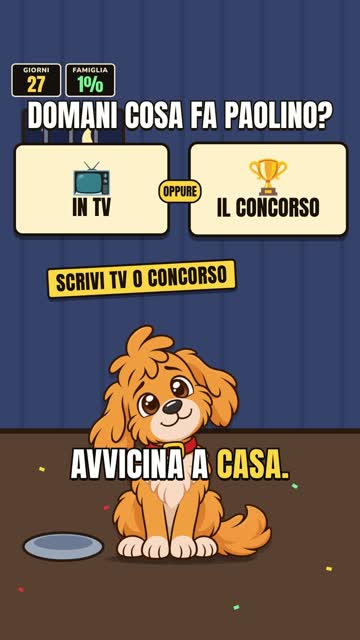 GIORNI
27
FAMIGLIA
1%
DOMANI COSA FA PAOLINO?
IN TV
OPPURE
IL CONCORSO
SCRIVI TV O CONCORSO
AVVICINA A CASA.